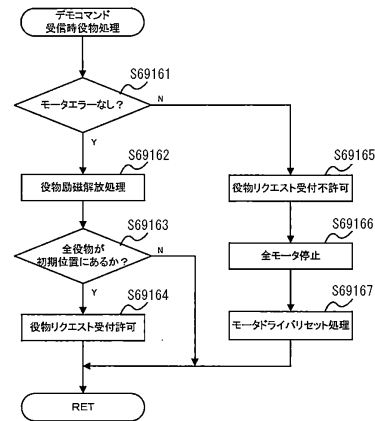 デモコマンド
受信時役物処理
S69161
モータエラーなし？
N
Y
S69162
役物励磁解放処理
S69163
全役物が
初期位置にあるか？
N
Y
S69164
役物リクエスト受付許可
S69165
役物リクエスト受付不許可
S69166
全モータ停止
S69167
モータドライバリセット処理
RET